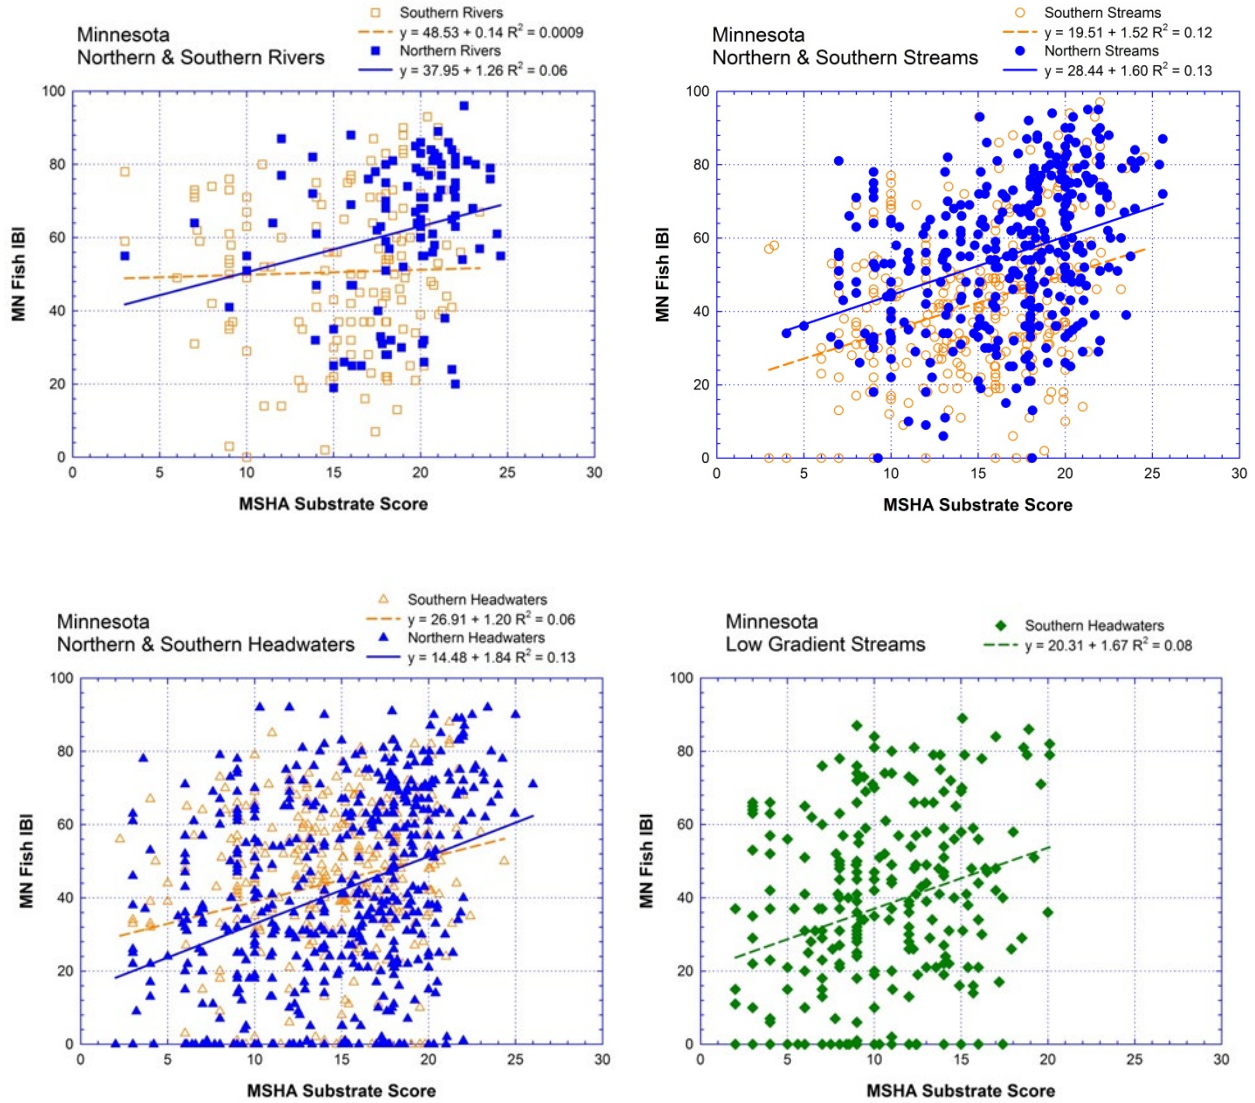 Minnesota
Northern & Southern Rivers
Southern Rivers
y = 48.53 + 0.14 R² = 0.0009
Northern Rivers
y = 37.95 + 1.26 R² = 0.06
100
80
60
40
20
0
MN Fish IBI
0 5 10 15 20 25 30
MSHA Substrate Score
Minnesota
Northern & Southern Streams
Southern Streams
y = 19.51 + 1.52 R² = 0.12
Northern Streams
y = 28.44 + 1.60 R² = 0.13
100
80
60
40
20
0
MN Fish IBI
0 5 10 15 20 25 30
MSHA Substrate Score
Minnesota
Northern & Southern Headwaters
Southern Headwaters
y = 26.91 + 1.20 R² = 0.06
Northern Headwaters
y = 14.48 + 1.84 R² = 0.13
100
80
60
40
20
0
MN Fish IBI
0 5 10 15 20 25 30
MSHA Substrate Score
Minnesota
Low Gradient Streams
Southern Headwaters
y = 20.31 + 1.67 R² = 0.08
100
80
60
40
20
0
MN Fish IBI
0 5 10 15 20 25 30
MSHA Substrate Score